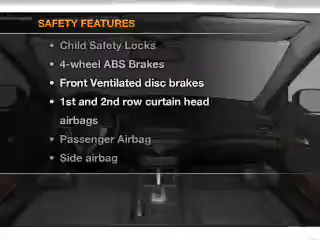 SAFETY FEATURES
• Child Safety Locks
• 4-wheel ABS Brakes
• Front Ventilated disc brakes
• 1st and 2nd row curtain head
airbags
• Passenger Airbag
• Side airbag